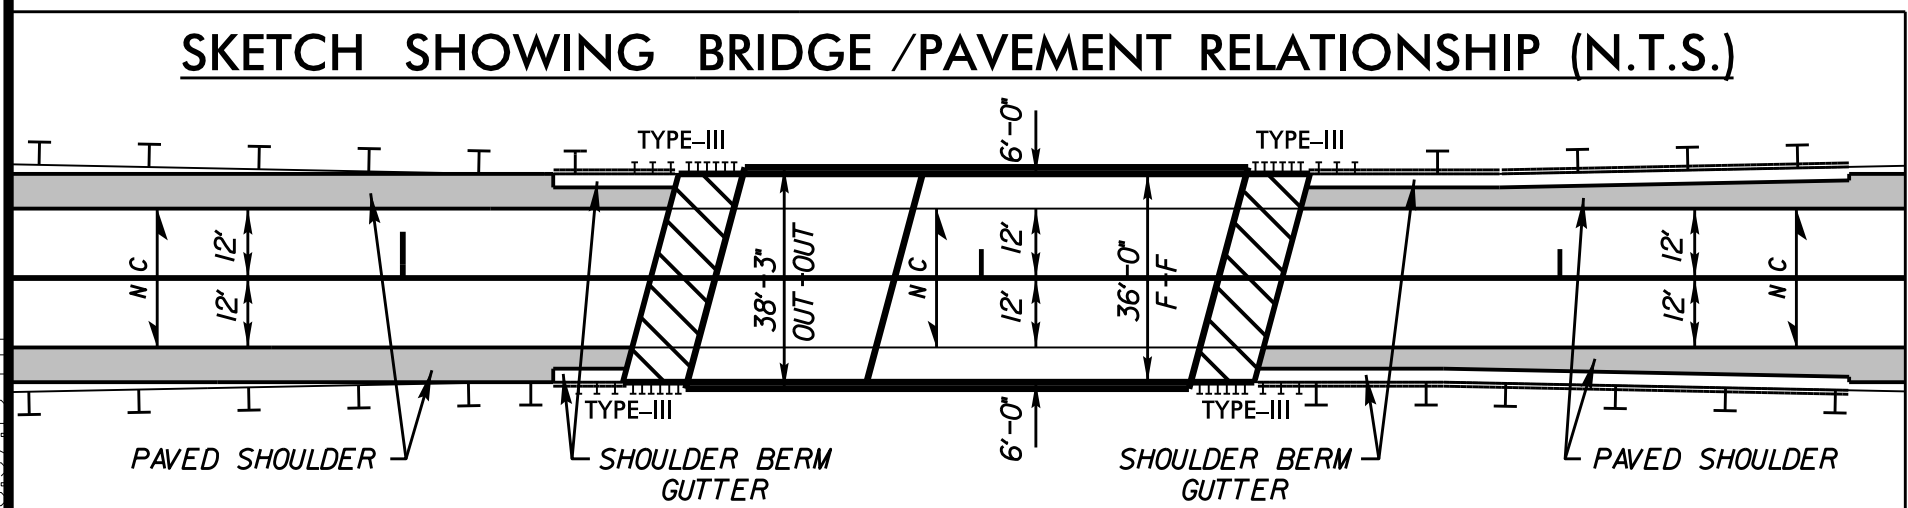 SKETCH SHOWING BRIDGE /PAVEMENT RELATIONSHIP (N.T.S.)
TYPE-III
6'-0"
TYPE-III
12'
N C
12'
38'-3"
OUT-OUT
N C
12'
12'
36'-0"
F-F
12'
N C
12'
TYPE-III
6'-0"
TYPE-III
PAVED SHOULDER
SHOULDER BERM
GUTTER
SHOULDER BERM
GUTTER
PAVED SHOULDER